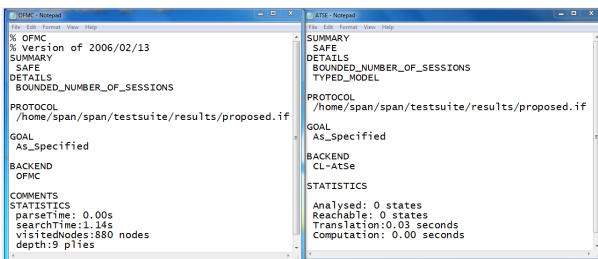 OFMC - Notepad
File Edit Format View Help
% OFMC
% Version of 2006/02/13
SUMMARY
SAFE
DETAILS
BOUNDED_NUMBER_OF_SESSIONS
PROTOCOL
/home/span/span/testsuite/results/proposed.if
GOAL
As_Specified
BACKEND
OFMC
COMMENTS
STATISTICS
parseTime: 0.00s
searchTime:1.14s
visitedNodes:880 nodes
depth:9 plies
ATSE - Notepad
File Edit Format View Help
SUMMARY
SAFE
DETAILS
BOUNDED_NUMBER_OF_SESSIONS
TYPED_MODEL
PROTOCOL
/home/span/span/testsuite/results/proposed.if
GOAL
As_Specified
BACKEND
CL-AtSe
STATISTICS
Analysed: 0 states
Reachable: 0 states
Translation:0.03 seconds
Computation: 0.00 seconds